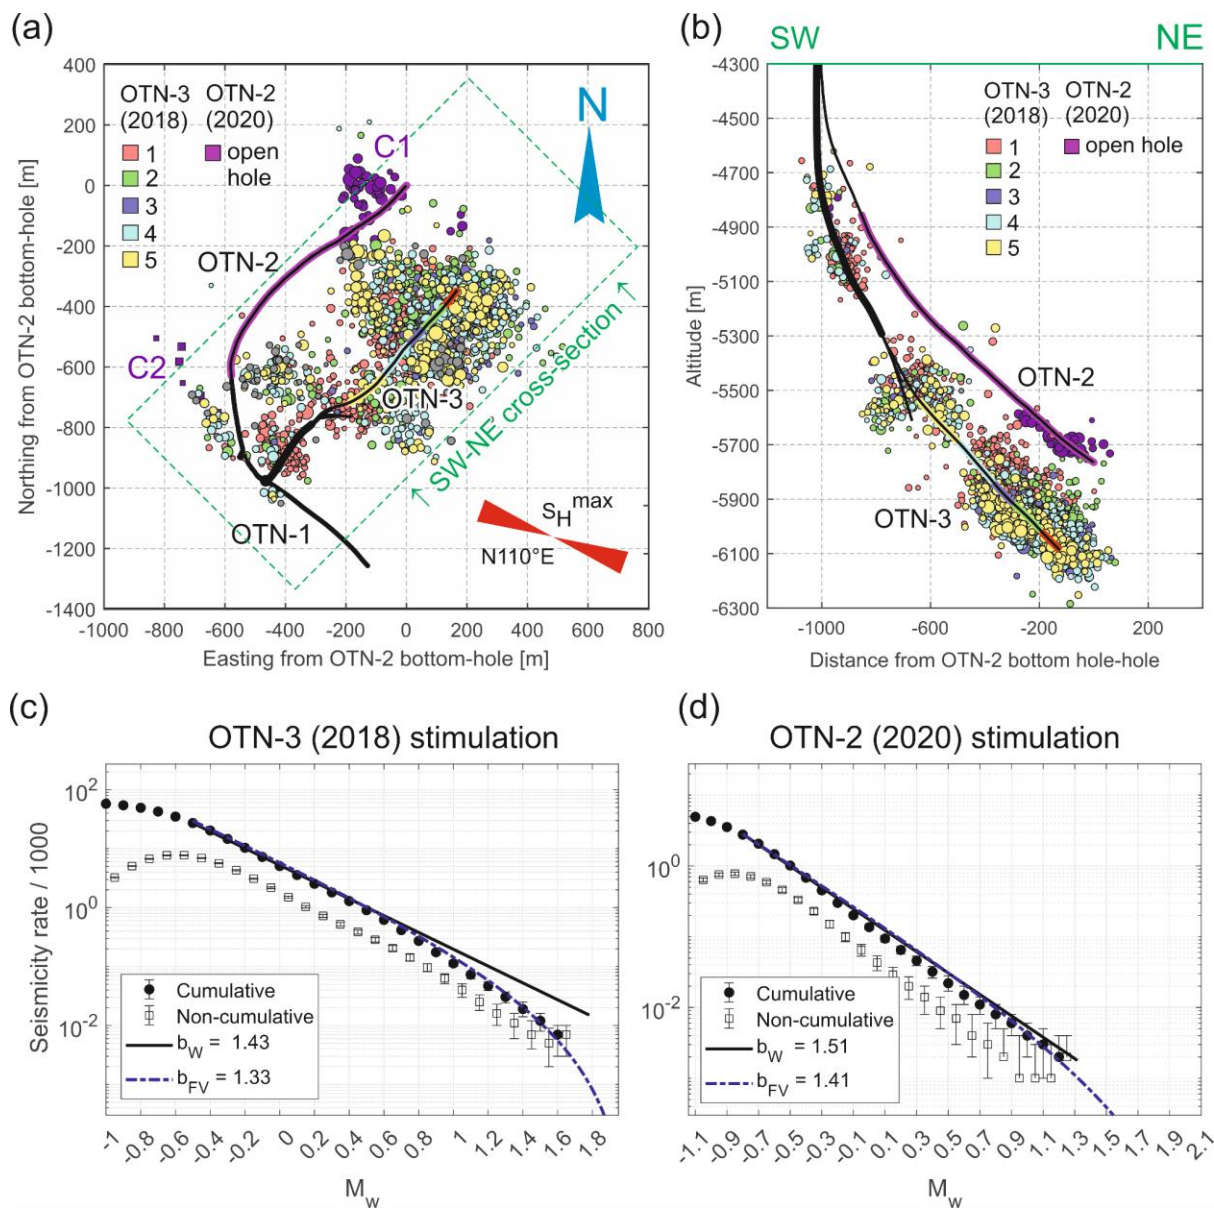 (a)
400
OTN-3
(2018)
OTN-2
(2020)
1
2
3
4
5
open
hole
C1
N
200
0
-200
-400
-600
-800
-1000
-1200
-1400
Northing from OTN-2 bottom-hole [m]
OTN-2
C2
OTN-3
SW-NE cross-section
OTN-1
S_H^max
N110°E
-1000 -800 -600 -400 -200 0 200 400 600 800
Easting from OTN-2 bottom-hole [m]
(b)
SW
NE
-4300
-4500
-4700
-4900
-5100
-5300
-5500
-5700
-5900
-6100
-6300
Altitude [m]
OTN-3
(2018)
OTN-2
(2020)
1
2
3
4
5
open hole
OTN-2
OTN-3
-1000 -600 -200 200
Distance from OTN-2 bottom hole-hole
(c)
OTN-3 (2018) stimulation
10^2
10^0
10^-2
Seismicity rate / 1000
Cumulative
Non-cumulative
b_W = 1.43
b_FV = 1.33
-1 -0.8 -0.6 -0.4 -0.2 0 0.2 0.4 0.6 0.8 1 1.2 1.4 1.6 1.8
M_w
(d)
OTN-2 (2020) stimulation
10^0
10^-2
Cumulative
Non-cumulative
b_W = 1.51
b_FV = 1.41
-1.1 -0.9 -0.7 -0.5 -0.3 -0.1 0.1 0.3 0.5 0.7 0.9 1.1 1.3 1.5 1.7 1.9 2.1
M_w